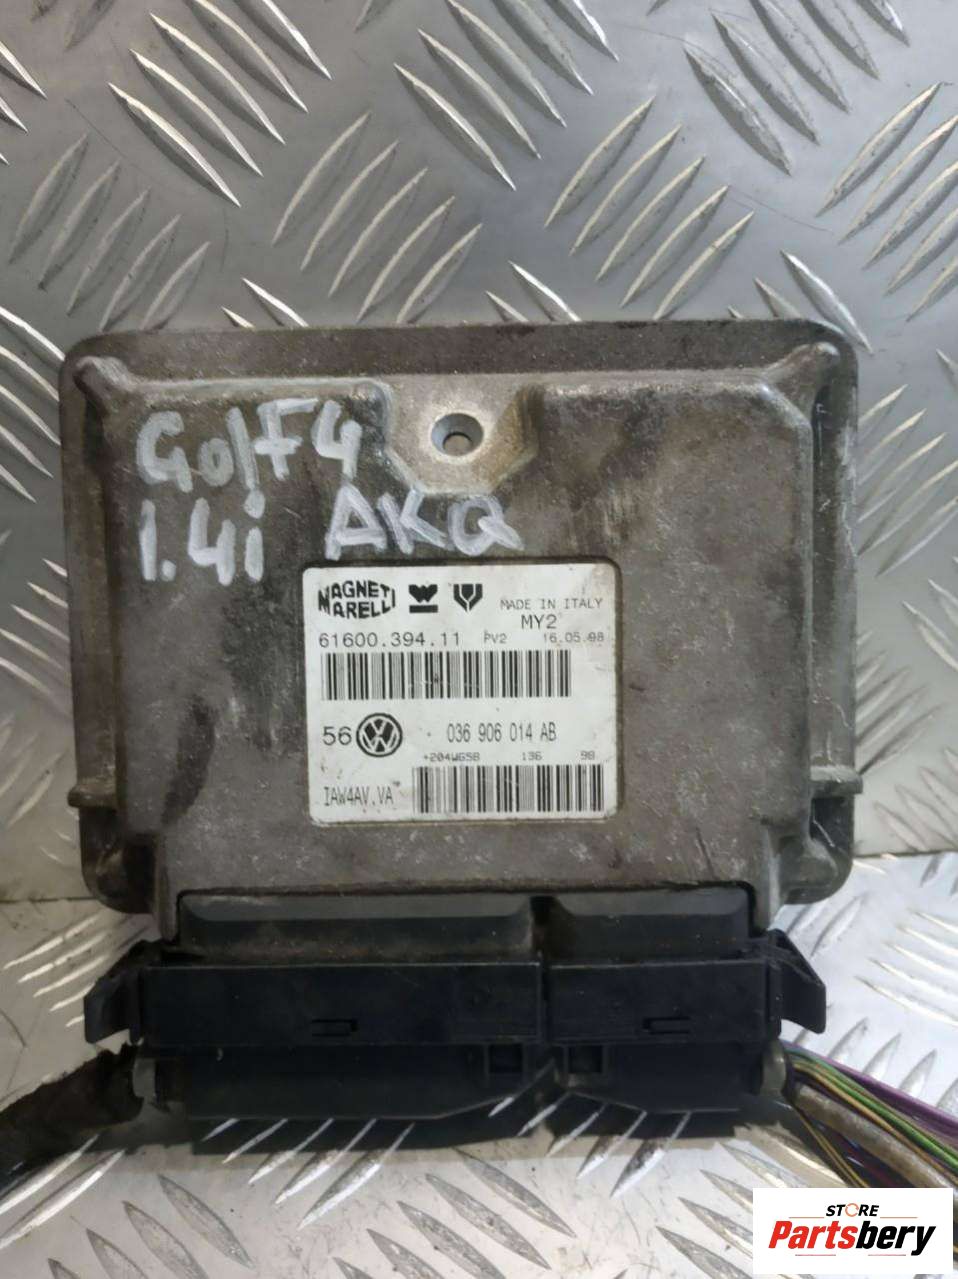 GolF4
1.4i AKQ
MAGNETI
MARELLI
MADE IN ITALY
MY2
61600.394.11 PV2 16.05.98
56 036 906 014 AB
+204WG5B 136 98
IAW4AV.VA
STORE
Partsbery